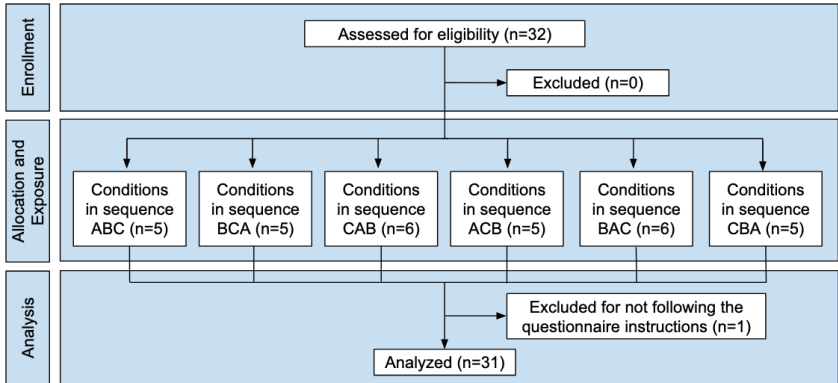 Enrollment
Assessed for eligibility (n=32)
Excluded (n=0)
Allocation and
Exposure
Conditions
in sequence
ABC (n=5)
Conditions
in sequence
BCA (n=5)
Conditions
in sequence
CAB (n=6)
Conditions
in sequence
ACB (n=5)
Conditions
in sequence
BAC (n=6)
Conditions
in sequence
CBA (n=5)
Analysis
Excluded for not following the
questionnaire instructions (n=1)
Analyzed (n=31)